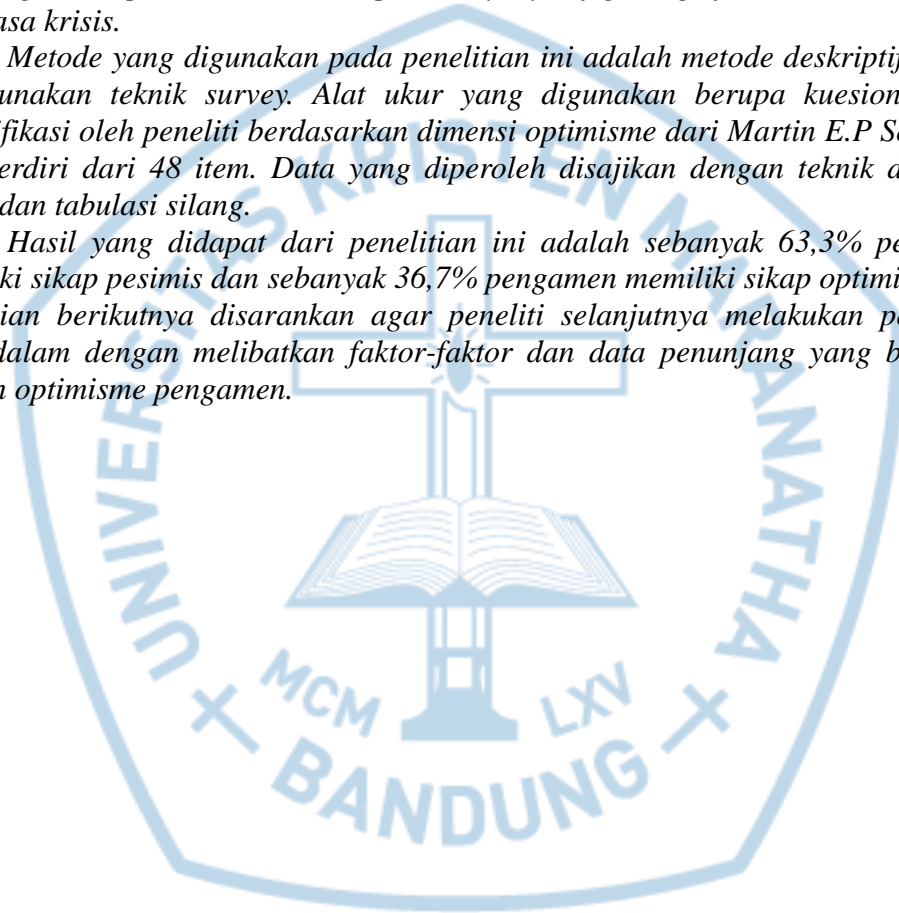 asa krisis.
Metode yang digunakan pada penelitian ini adalah metode deskriptif
unakan teknik survey. Alat ukur yang digunakan berupa kuesion
ifikasi oleh peneliti berdasarkan dimensi optimisme dari Martin E.P S
erdiri dari 48 item. Data yang diperoleh disajikan dengan teknik d
dan tabulasi silang.
Hasil yang didapat dari penelitian ini adalah sebanyak 63,3% pe
ki sikap pesimis dan sebanyak 36,7% pengamen memiliki sikap optimi
ian berikutnya disarankan agar peneliti selanjutnya melakukan p
dalam dengan melibatkan faktor-faktor dan data penunjang yang b
n optimisme pengamen.
UNIVERSITAS KRISTEN MARANATHA
MCM LXV
BANDUNG